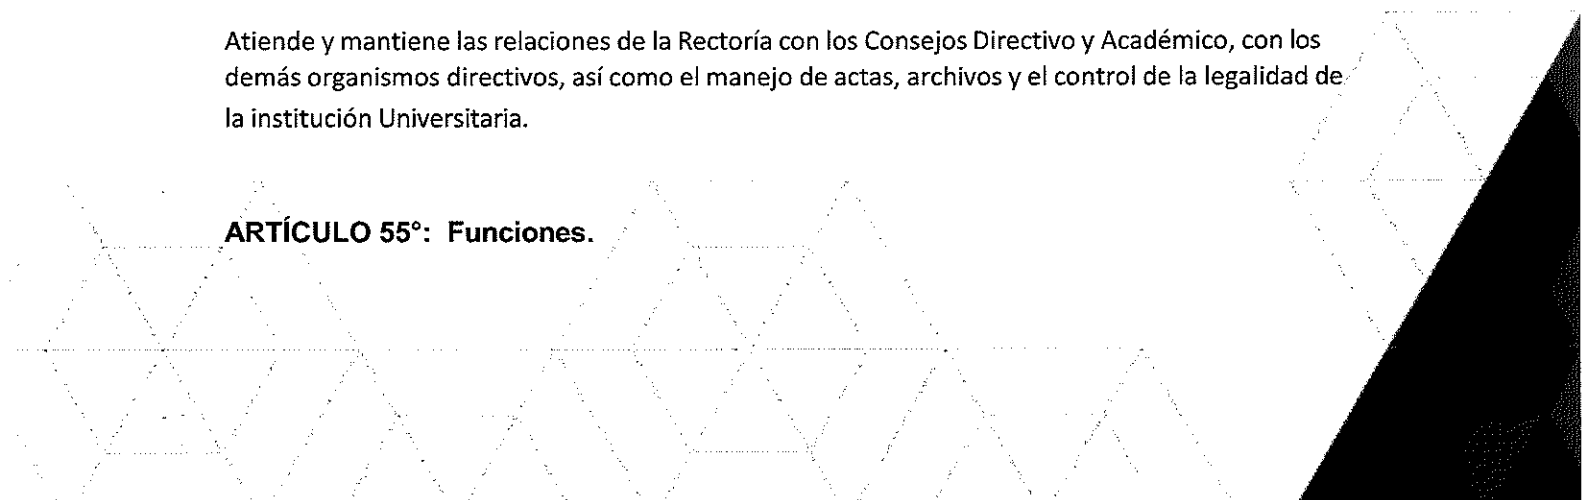 Atiende y mantiene las relaciones de la Rectoría con los Consejos Directivo y Académico, con los
demás organismos directivos, así como el manejo de actas, archivos y el control de la legalidad de
la institución Universitaria.
ARTÍCULO 55°: Funciones.